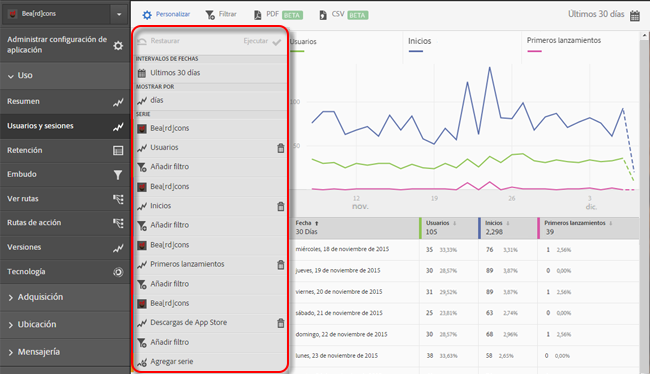 Bea[rd]cons
Personalizar
Filtrar
PDF BETA
CSV BETA
Últimos 30 días
Administrar configuración de aplicación
Uso
Resumen
Usuarios y sesiones
Retención
Embudo
Ver rutas
Rutas de acción
Versiones
Tecnología
Adquisición
Ubicación
Mensajería
Restaurar
Ejecutar
INTERVALOS DE FECHAS
Últimos 30 días
MOSTRAR POR
días
SERIE
Bea[rd]cons
Usuarios
Añadir filtro
Bea[rd]cons
Inicios
Añadir filtro
Bea[rd]cons
Primeros lanzamientos
Añadir filtro
Bea[rd]cons
Descargas de App Store
Añadir filtro
Agregar serie
Usuarios
Inicios
Primeros lanzamientos
100
50
0
12
nov.
19
26
3
dic.
Fecha
30 Días
Usuarios
105
Inicios
2,298
Primeros lanzamientos
39
miércoles, 18 de noviembre de 2015 35 33,33% 76 3,31% 1 2,56%
jueves, 19 de noviembre de 2015 30 28,57% 89 3,87% 0 0,00%
viernes, 20 de noviembre de 2015 31 29,52% 89 3,87% 1 2,56%
sábado, 21 de noviembre de 2015 25 23,81% 63 2,74% 0 0,00%
domingo, 22 de noviembre de 2015 30 28,57% 68 2,96% 1 2,56%
lunes, 23 de noviembre de 2015 38 33,63% 58 2,65% 0 0,00%